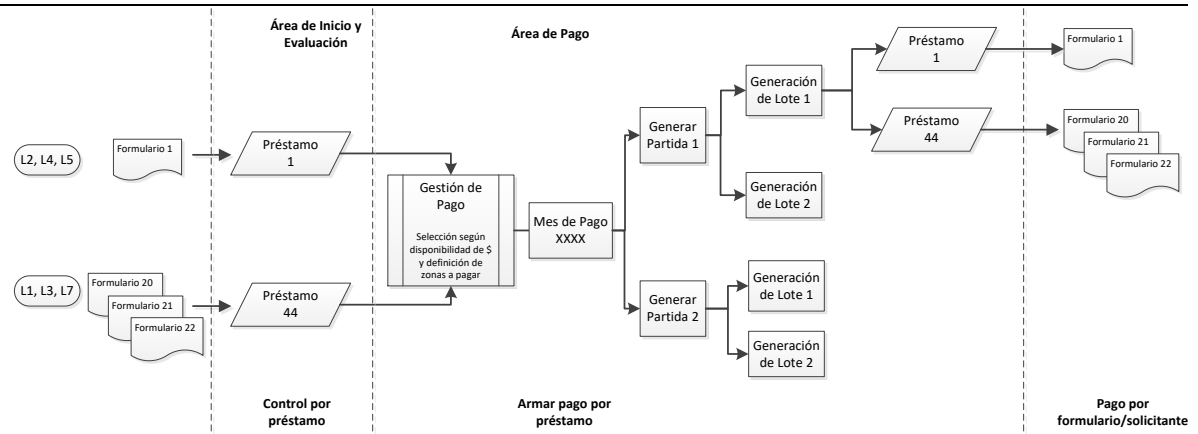 Área de Inicio y
Evaluación
Área de Pago
L2, L4, L5
Formulario 1
Préstamo
1
L1, L3, L7
Formulario 20
Formulario 21
Formulario 22
Préstamo
44
Gestión de
Pago
Selección según
disponibilidad de $
y definición de
zonas a pagar
Mes de Pago
XXXX
Generar
Partida 1
Generar
Partida 2
Generación
de Lote 1
Generación
de Lote 2
Generación
de Lote 1
Generación
de Lote 2
Préstamo
1
Préstamo
44
Formulario 1
Formulario 20
Formulario 21
Formulario 22
Control por
préstamo
Armar pago por
préstamo
Pago por
formulario/solicitante